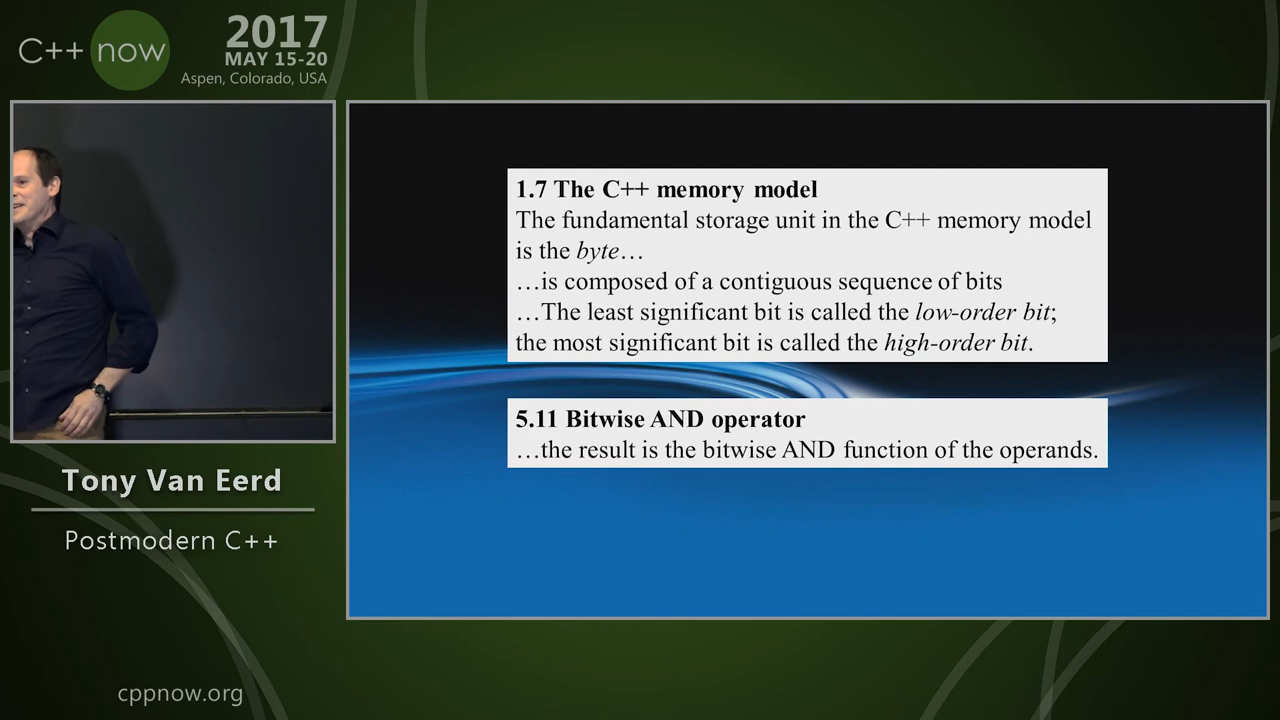 C++ now
2017
MAY 15-20
Aspen, Colorado, USA
1.7 The C++ memory model
The fundamental storage unit in the C++ memory model
is the byte…
…is composed of a contiguous sequence of bits
…The least significant bit is called the low-order bit;
the most significant bit is called the high-order bit.
5.11 Bitwise AND operator
…the result is the bitwise AND function of the operands.
Tony Van Eerd
Postmodern C++
cppnow.org